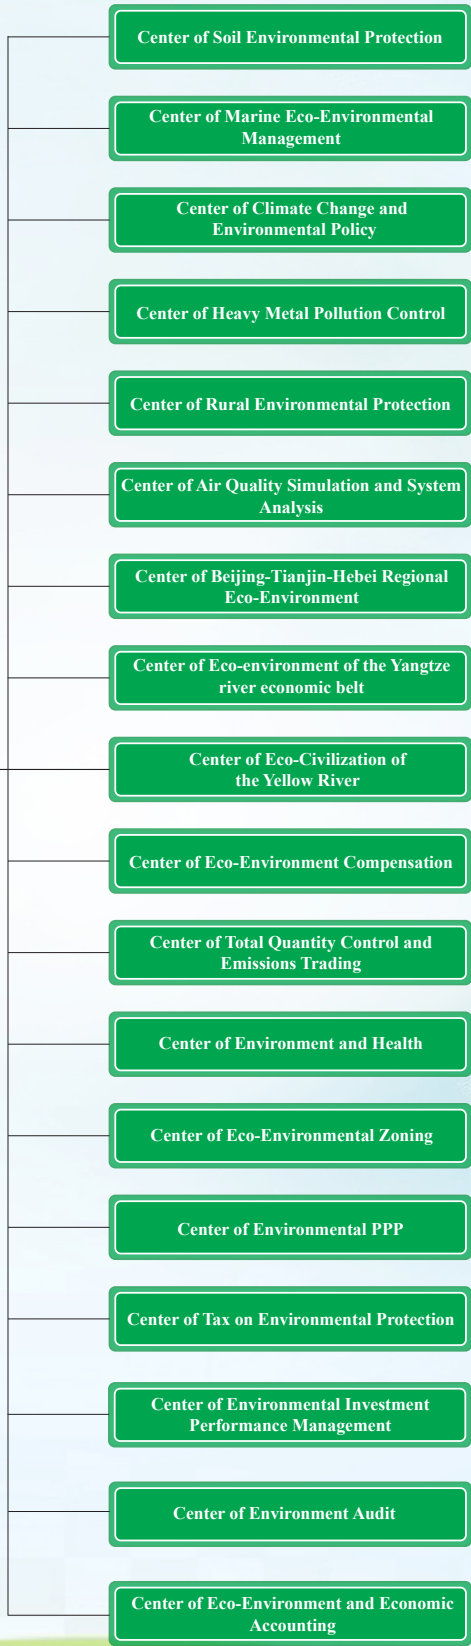 Center of Soil Environmental Protection
Center of Marine Eco-Environmental
Management
Center of Climate Change and
Environmental Policy
Center of Heavy Metal Pollution Control
Center of Rural Environmental Protection
Center of Air Quality Simulation and System
Analysis
Center of Beijing-Tianjin-Hebei Regional
Eco-Environment
Center of Eco-environment of the Yangtze
river economic belt
Center of Eco-Civilization of
the Yellow River
Center of Eco-Environment Compensation
Center of Total Quantity Control and
Emissions Trading
Center of Environment and Health
Center of Eco-Environmental Zoning
Center of Environmental PPP
Center of Tax on Environmental Protection
Center of Environmental Investment
Performance Management
Center of Environment Audit
Center of Eco-Environment and Economic
Accounting